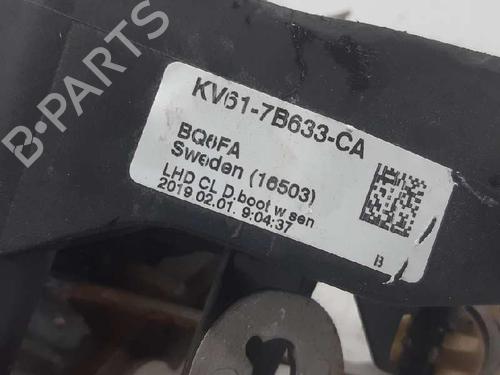 B-PARTS
KV61-7B633-CA
BQ6FA
Sweden (16503)
LHD CL D.boot w sen
2019.02.01. 9:04:37
B